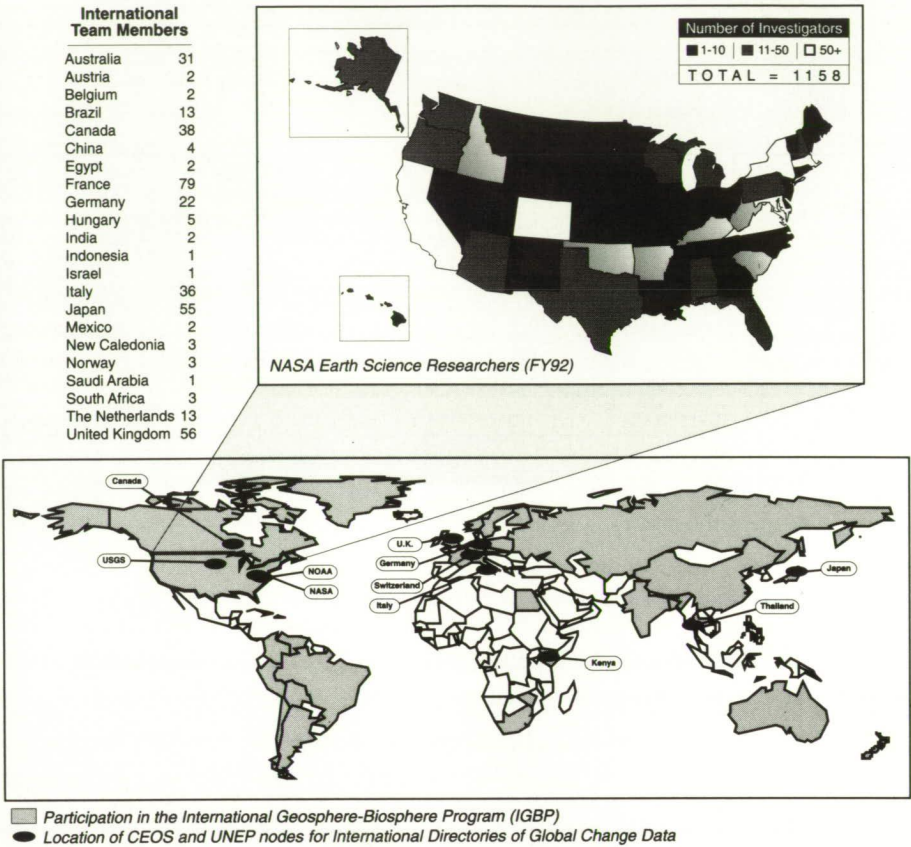 International
Team Members
Australia 31
Austria 2
Belgium 2
Brazil 13
Canada 38
China 4
Egypt 2
France 79
Germany 22
Hungary 5
India 2
Indonesia 1
Israel 1
Italy 36
Japan 55
Mexico 2
New Caledonia 3
Norway 3
Saudi Arabia 1
South Africa 3
The Netherlands 13
United Kingdom 56
Number of Investigators
1-10 11-50 50+
TOTAL = 1158
NASA Earth Science Researchers (FY92)
Canada
USGS
NOAA
NASA
U.K.
Germany
Switzerland
Italy
Kenya
Japan
Thailand
Participation in the International Geosphere-Biosphere Program (IGBP)
Location of CEOS and UNEP nodes for International Directories of Global Change Data